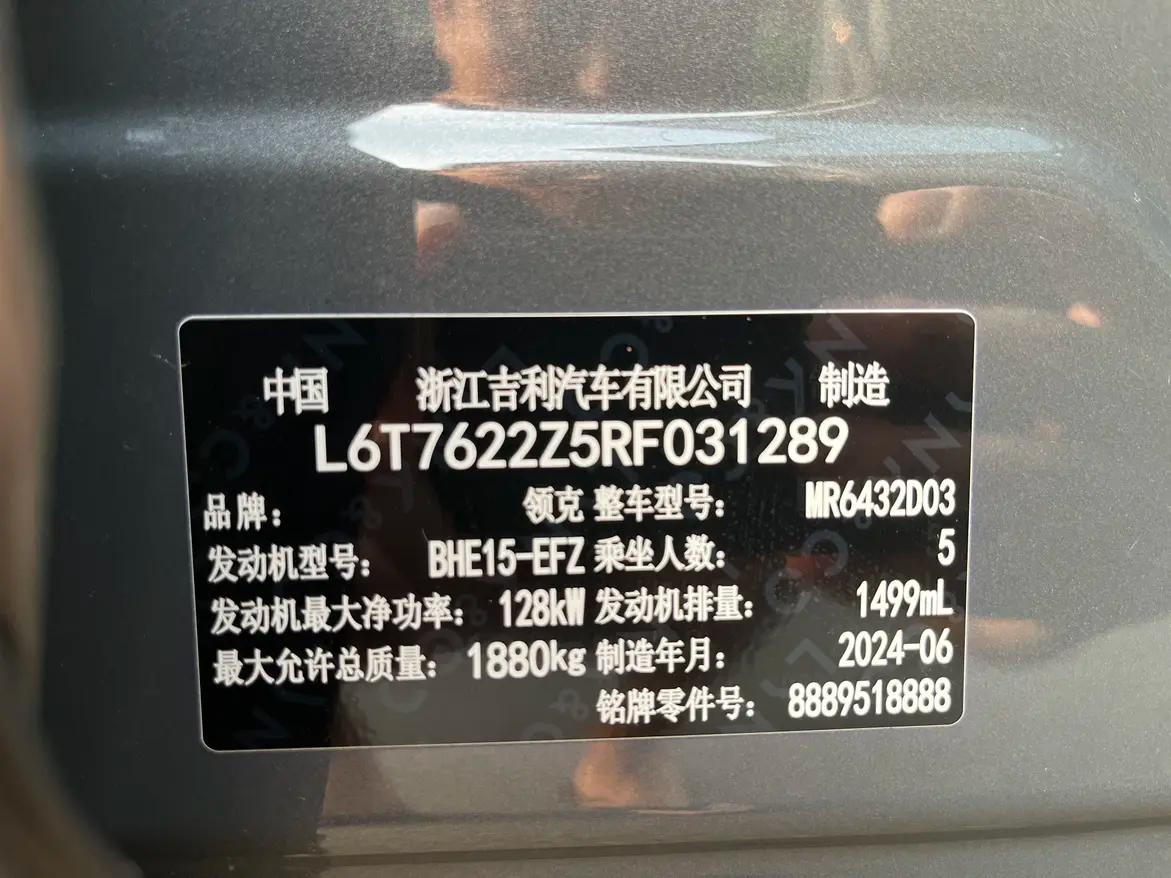 中国 浙江吉利汽车有限公司 制造
L6T7622Z5RF031289
品牌： 领克 整车型号： MR6432D03
发动机型号： BHE15-EFZ 乘坐人数： 5
发动机最大净功率： 128kW 发动机排量： 1499mL
最大允许总质量： 1880kg 制造年月： 2024-06
铭牌零件号： 8889518888